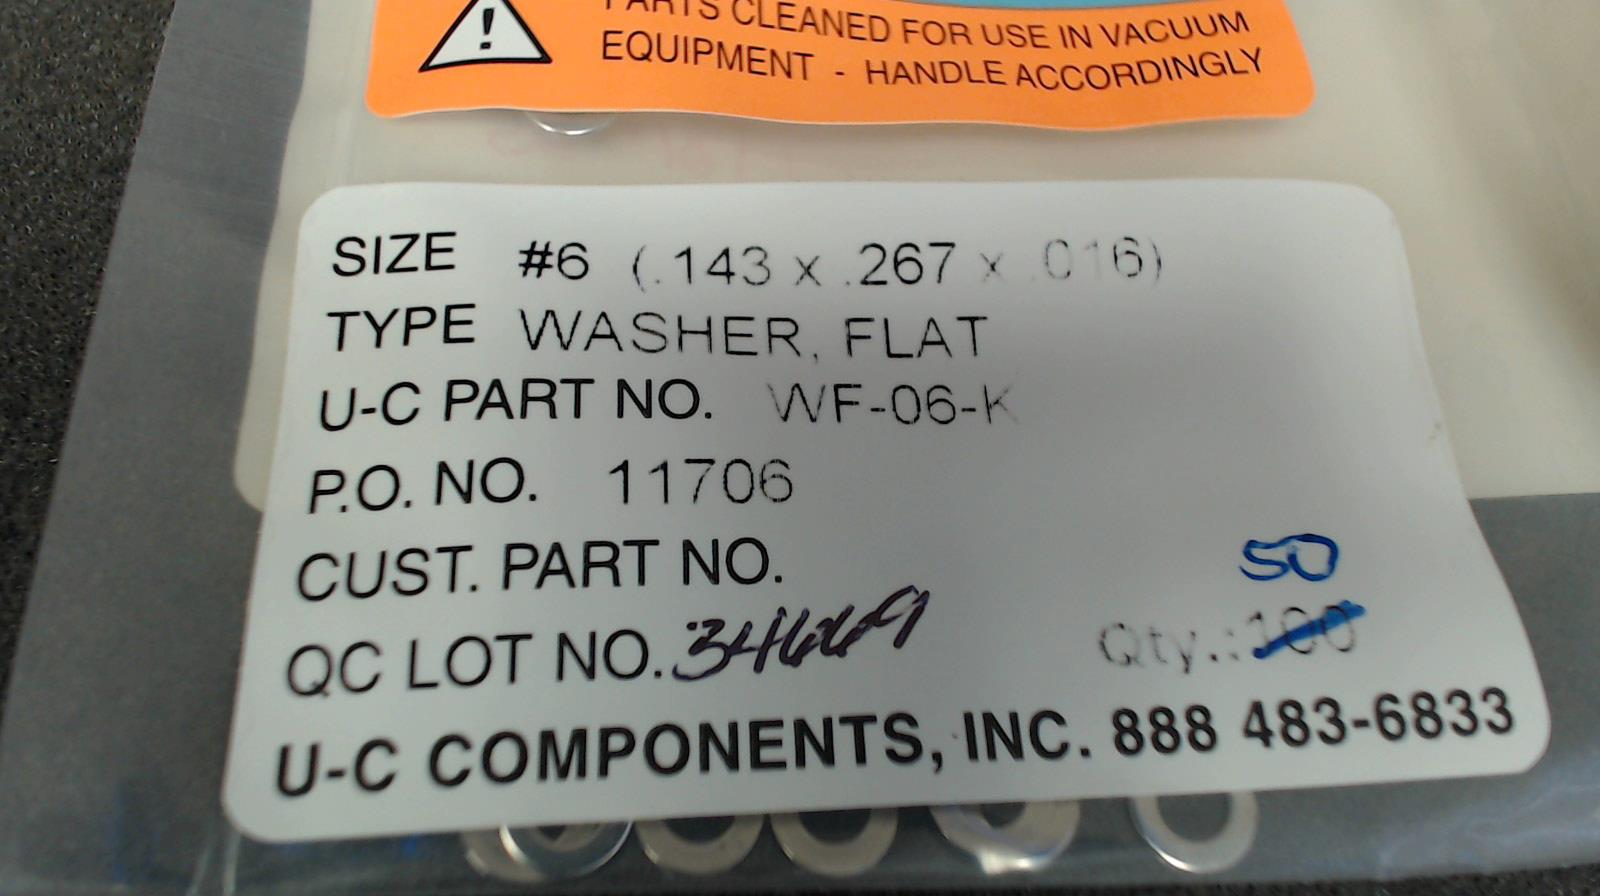 PARTS CLEANED FOR USE IN VACUUM
EQUIPMENT - HANDLE ACCORDINGLY
SIZE #6 (.143 x .267 x .016)
TYPE WASHER, FLAT
U-C PART NO. WF-06-K
P.O. NO. 11706
CUST. PART NO.
50
QC LOT NO. 34669 Qty.: 100
U-C COMPONENTS, INC. 888 483-6833